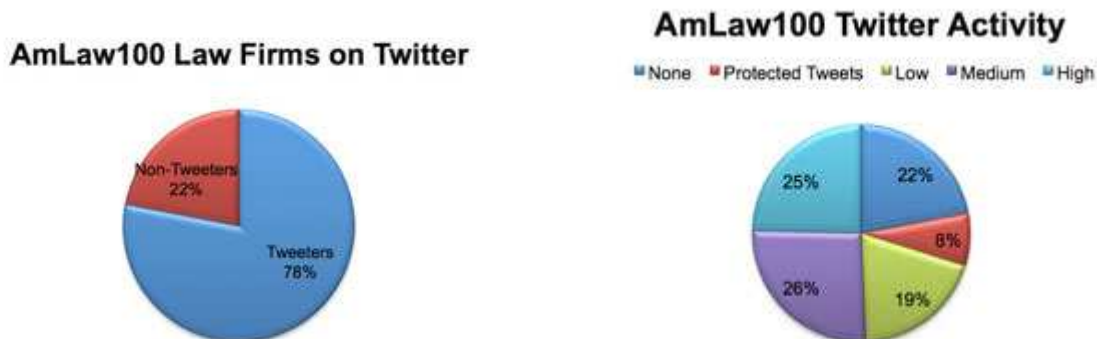 AmLaw100 Law Firms on Twitter
Non-Tweeters
22%
Tweeters
78%
AmLaw100 Twitter Activity
None Protected Tweets Low Medium High
22%
8%
19%
26%
25%